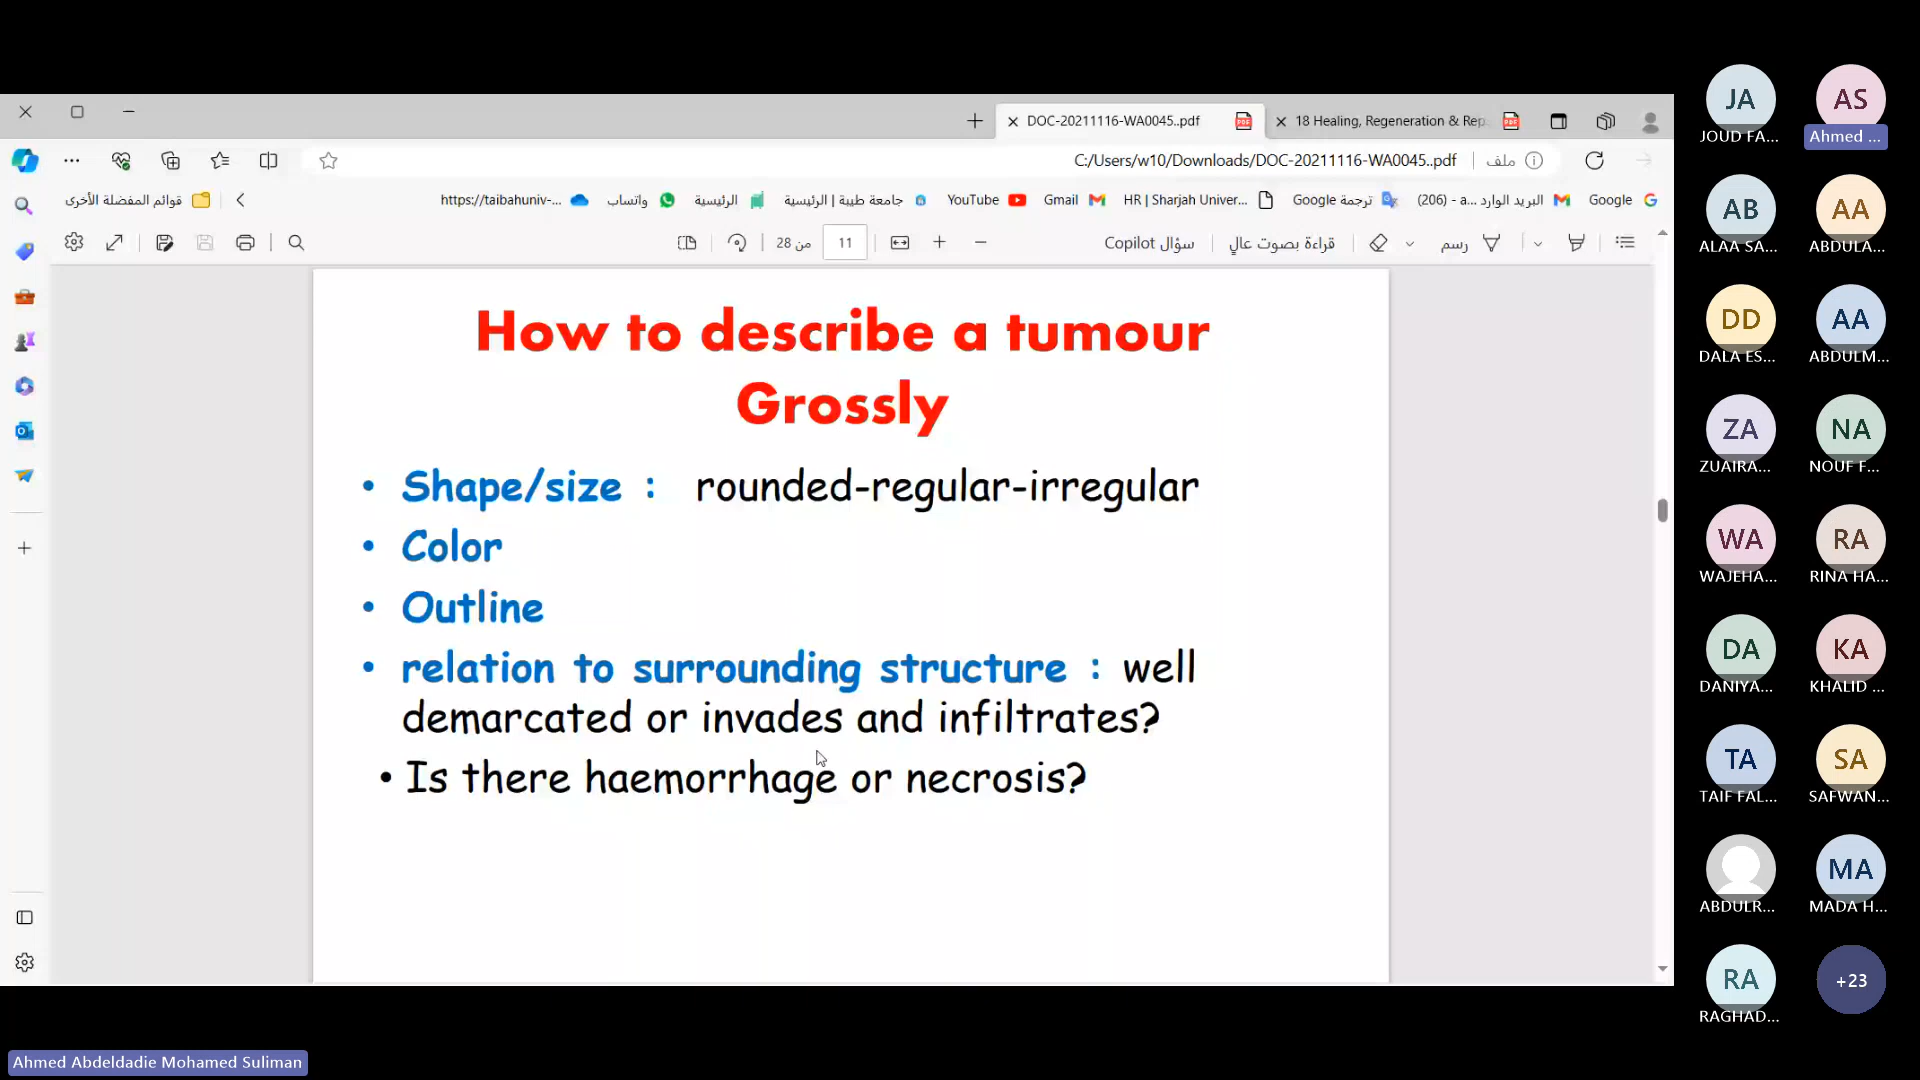 DOC-20211116-WA0045..pdf
18 Healing, Regeneration & Rep
C:/Users/w10/Downloads/DOC-20211116-WA0045..pdf
ملف
قوائم المفضلة الأخرى
https://taibahuniv-...
واتساب
الرئيسية
جامعة طيبة | الرئيسية
YouTube
Gmail
HR | Sharjah Univer...
ترجمة Google
البريد الوارد (206) - a...
Google
من 28
11
سؤال Copilot
قراءة بصوت عالٍ
رسم
How to describe a tumour
Grossly
• Shape/size : rounded-regular-irregular
• Color
• Outline
• relation to surrounding structure : well
demarcated or invades and infiltrates?
• Is there haemorrhage or necrosis?
JA
JOUD FA...
AS
Ahmed ...
AB
ALAA SA...
AA
ABDULA...
DD
DALA ES...
AA
ABDULM...
ZA
ZUAIRA...
NA
NOUF F...
WA
WAJEHA...
RA
RINA HA...
DA
DANIYA...
KA
KHALID ...
TA
TAIF FAL...
SA
SAFWAN...
ABDULR...
MA
MADA H...
RA
RAGHAD...
+23
Ahmed Abdeldadie Mohamed Suliman